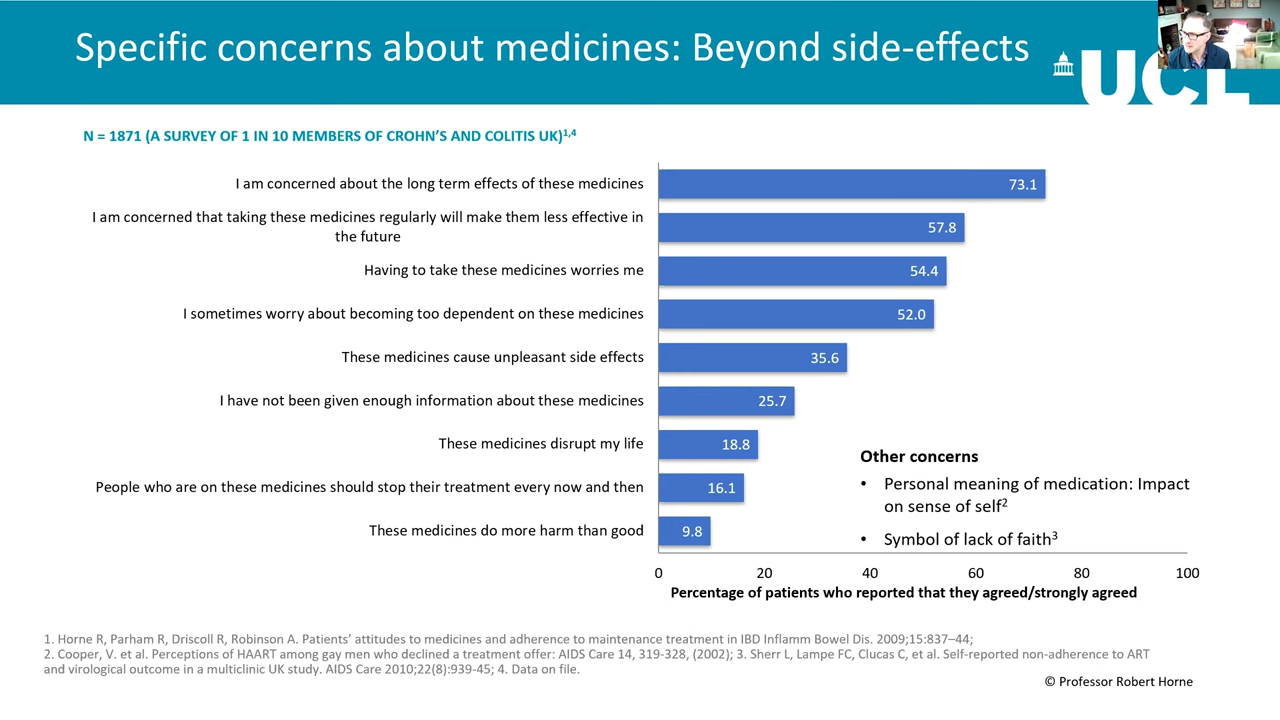 Specific concerns about medicines: Beyond side-effects
UCL
N = 1871 (A SURVEY OF 1 IN 10 MEMBERS OF CROHN’S AND COLITIS UK)1,4
I am concerned about the long term effects of these medicines
73.1
I am concerned that taking these medicines regularly will make them less effective in
the future
57.8
Having to take these medicines worries me
54.4
I sometimes worry about becoming too dependent on these medicines
52.0
These medicines cause unpleasant side effects
35.6
I have not been given enough information about these medicines
25.7
These medicines disrupt my life
18.8
People who are on these medicines should stop their treatment every now and then
16.1
These medicines do more harm than good
9.8
Other concerns
• Personal meaning of medication: Impact
on sense of self2
• Symbol of lack of faith3
0 20 40 60 80 100
Percentage of patients who reported that they agreed/strongly agreed
1. Horne R, Parham R, Driscoll R, Robinson A. Patients’ attitudes to medicines and adherence to maintenance treatment in IBD Inflamm Bowel Dis. 2009;15:837–44;
2. Cooper, V. et al. Perceptions of HAART among gay men who declined a treatment offer: AIDS Care 14, 319-328, (2002); 3. Sherr L, Lampe FC, Clucas C, et al. Self-reported non-adherence to ART
and virological outcome in a multiclinic UK study. AIDS Care 2010;22(8):939-45; 4. Data on file.
© Professor Robert Horne